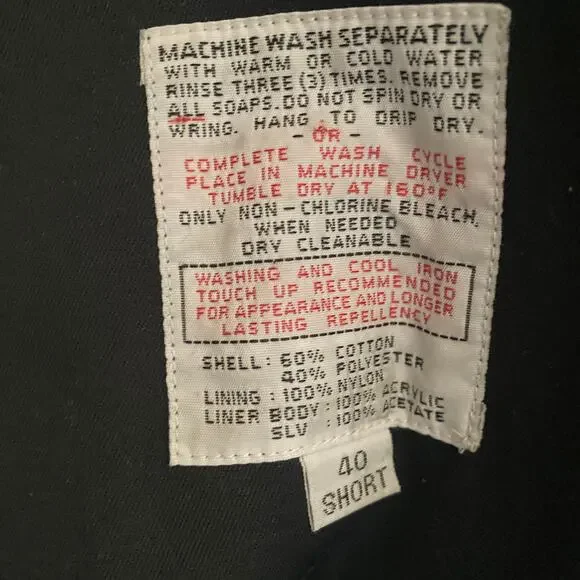 MACHINE WASH SEPARATELY
WITH WARM OR COLD WATER
RINSE THREE (3) TIMES. REMOVE
ALL SOAPS. DO NOT SPIN DRY OR
WRING. HANG TO DRIP DRY.
- OR -
COMPLETE WASH CYCLE
PLACE IN MACHINE DRYER
TUMBLE DRY AT 160°F
ONLY NON-CHLORINE BLEACH,
WHEN NEEDED
DRY CLEANABLE
WASHING AND COOL IRON
TOUCH UP RECOMMENDED
FOR APPEARANCE AND LONGER
LASTING REPELLENCY
SHELL: 60% COTTON
40% POLYESTER
LINING: 100% NYLON
LINER BODY: 100% ACRYLIC
SLV: 100% ACETATE
40
SHORT